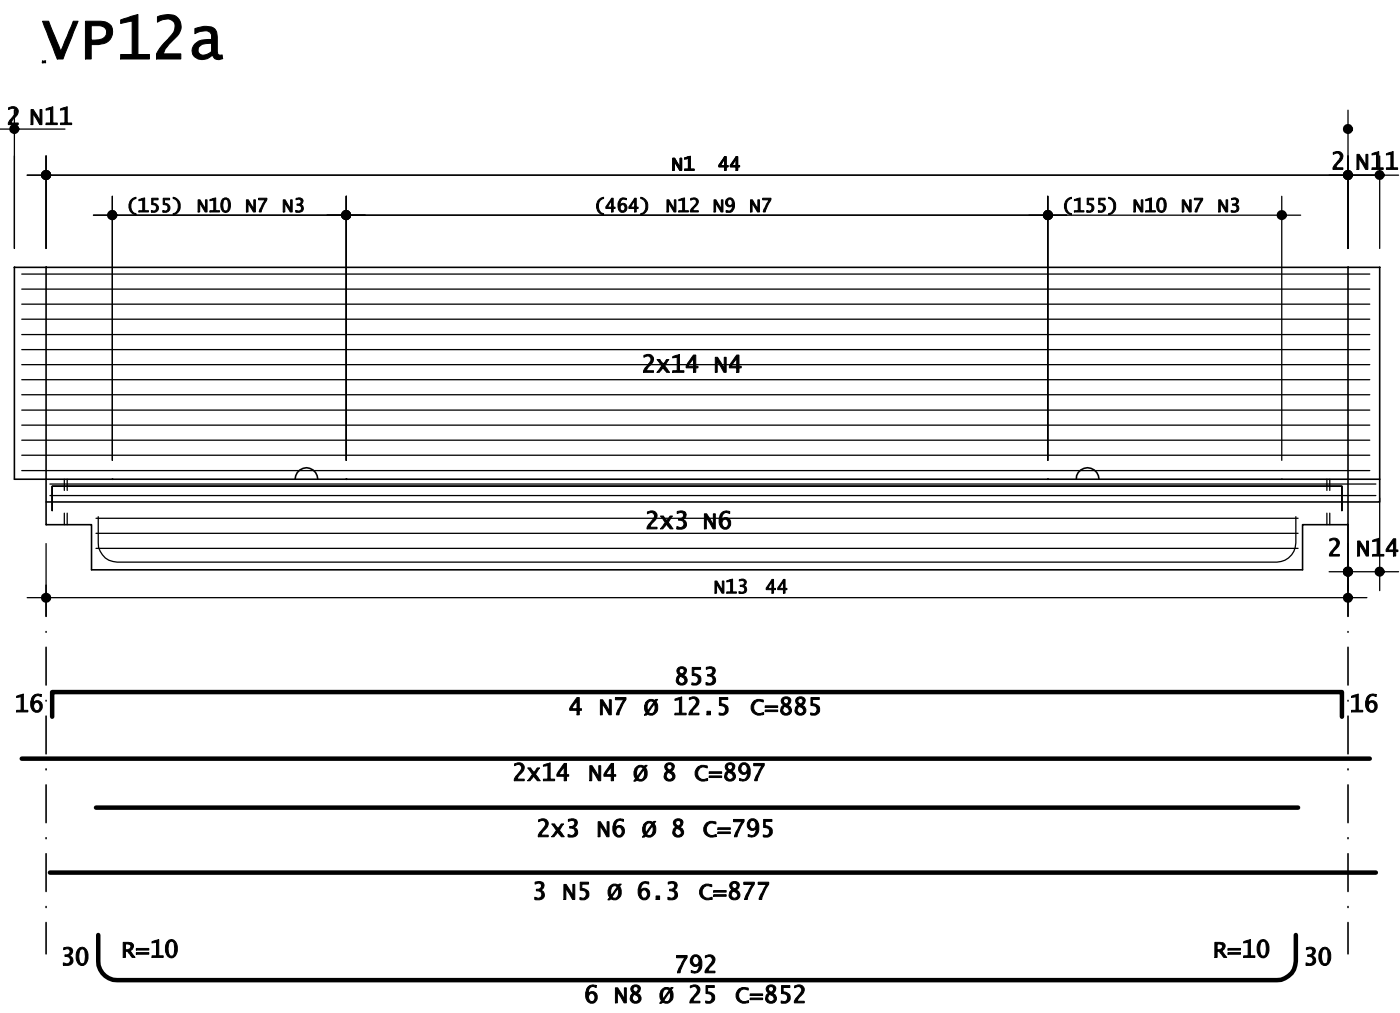 VP12a
2 N11
N1 44
2 N11
(155) N10 N7 N3
(464) N12 N9 N7
(155) N10 N7 N3
2x14 N4
2x3 N6
2 N14
N13 44
853
16
16
4 N7 Ø 12.5 C=885
2x14 N4 Ø 8 C=897
2x3 N6 Ø 8 C=795
3 N5 Ø 6.3 C=877
30 R=10
R=10 30
792
6 N8 Ø 25 C=852